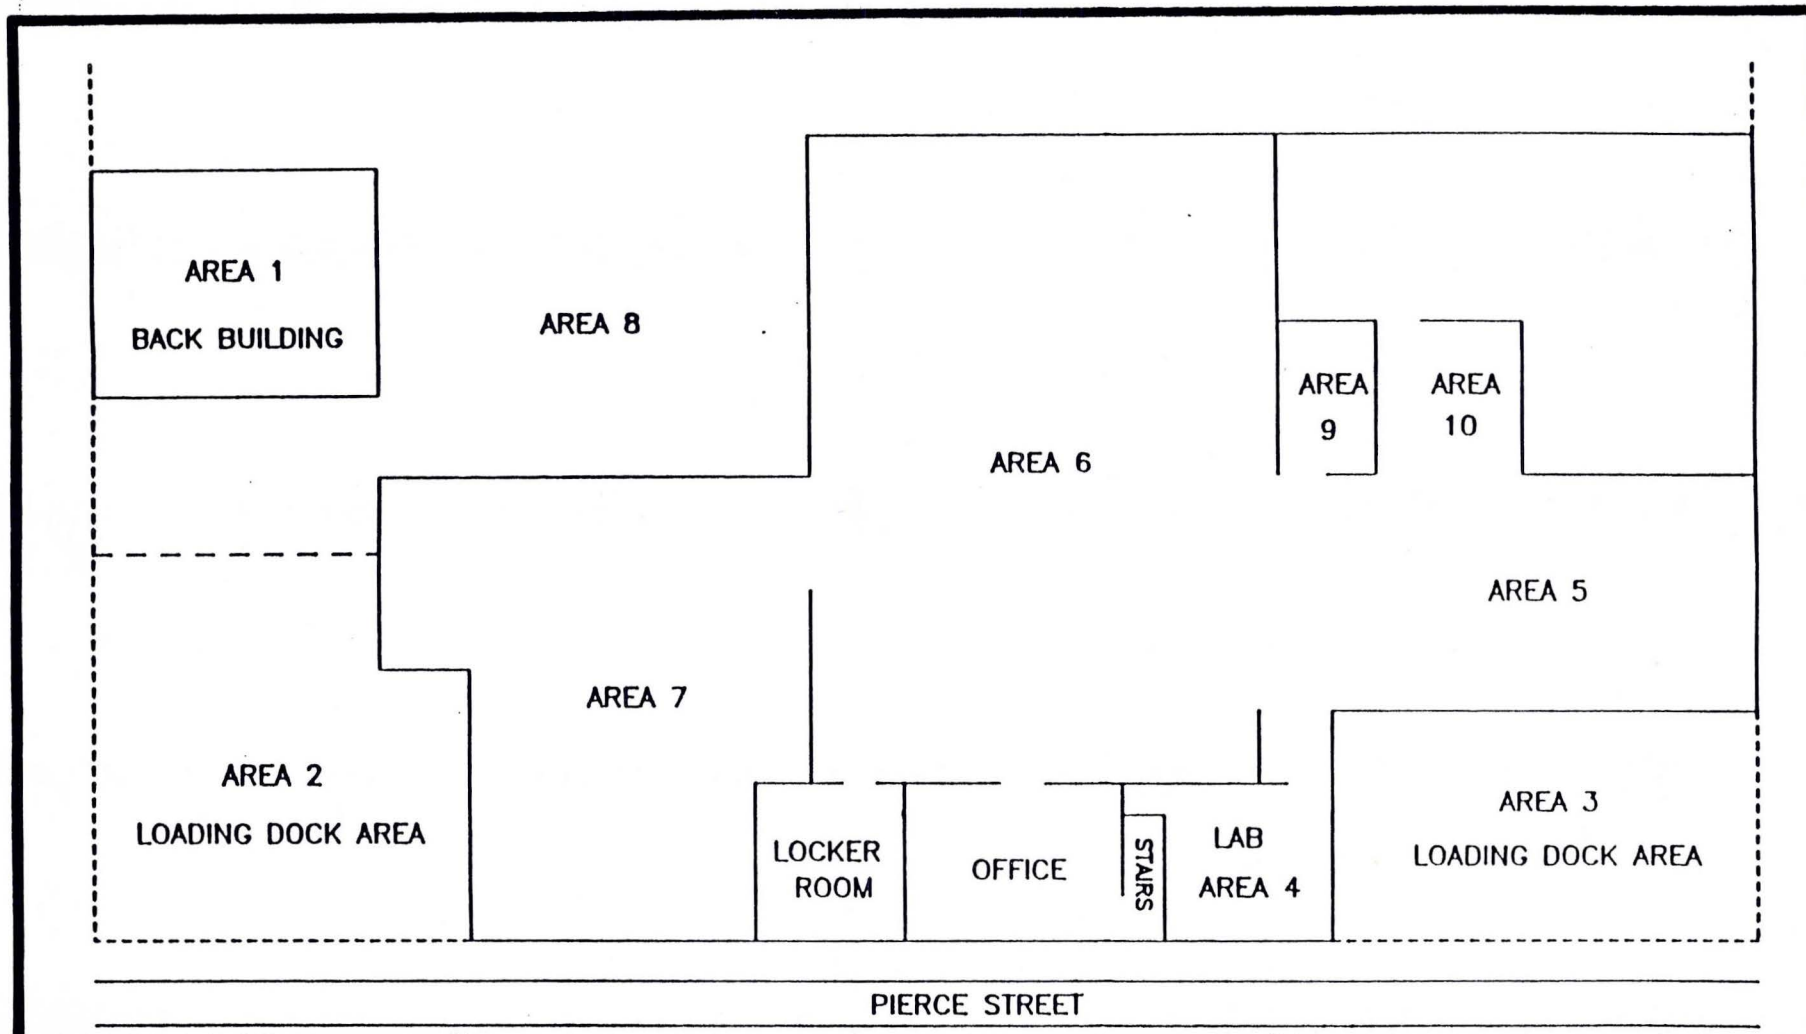 AREA 1
BACK BUILDING
AREA 8
AREA
9
AREA
10
AREA 6
AREA 5
AREA 7
AREA 2
LOADING DOCK AREA
AREA 3
LOADING DOCK AREA
LOCKER
ROOM
OFFICE
STAIRS
LAB
AREA 4
PIERCE STREET